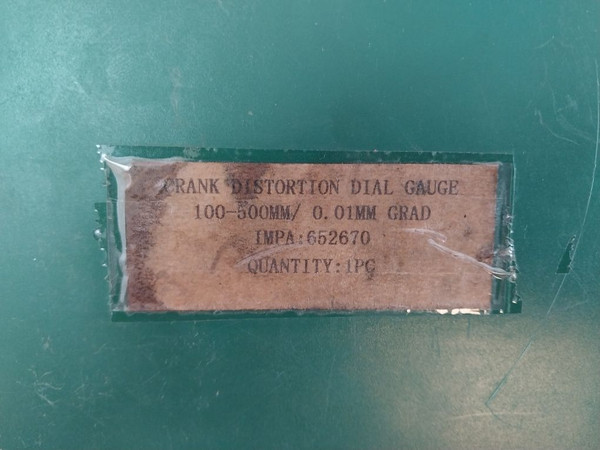 CRANK DISTORTION DIAL GAUGE
100-500MM/ 0.01MM GRAD
IMPA:652670
QUANTITY:1PC